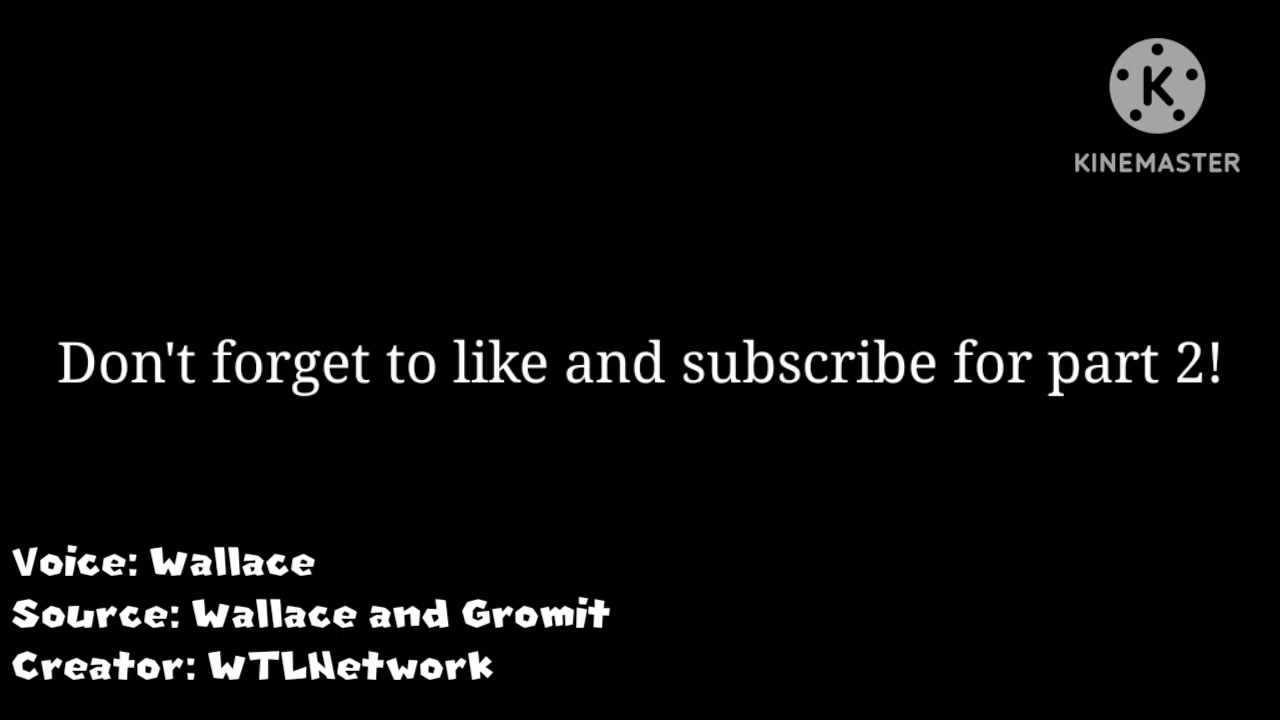 K
KINEMASTER
Don't forget to like and subscribe for part 2!
Voice: Wallace
Source: Wallace and Gromit
Creator: WTLNetwork